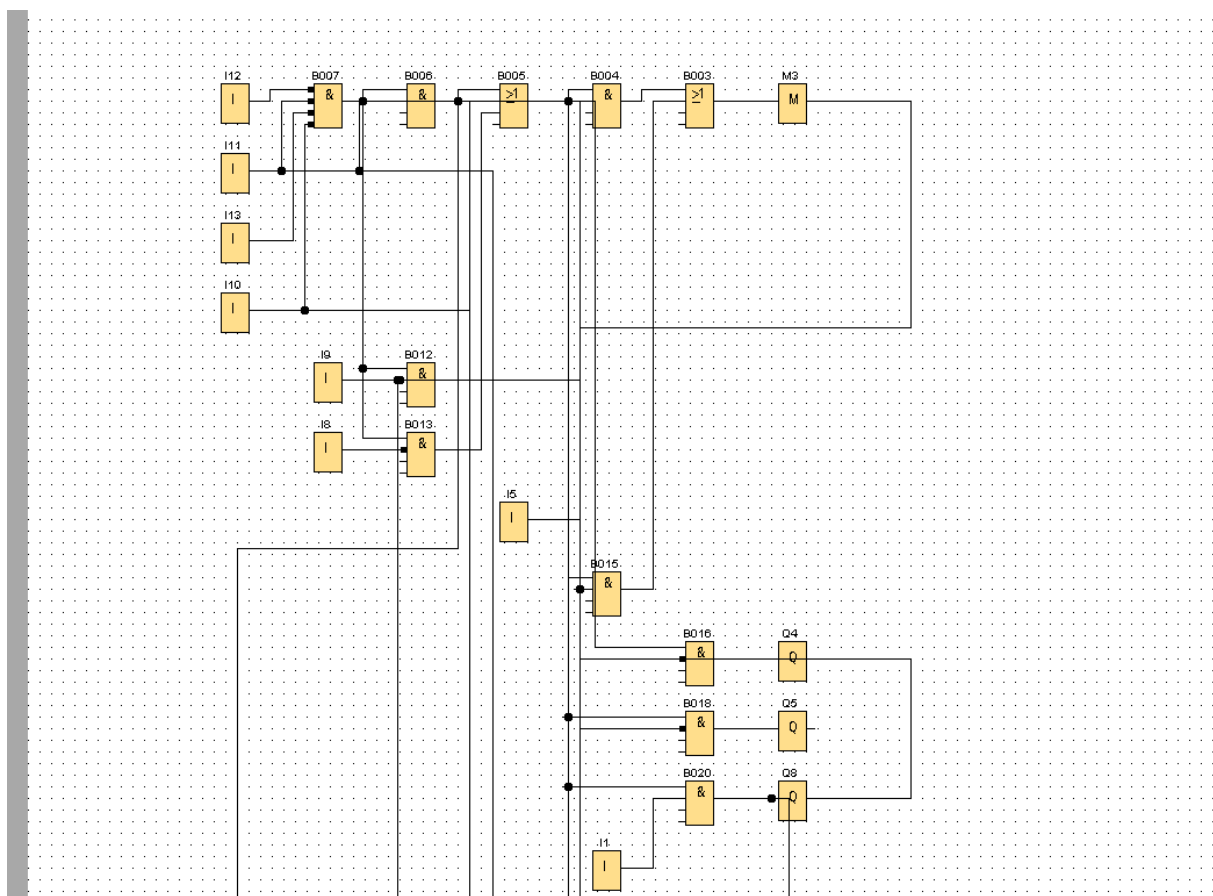 I12 B007 B006 B005 B004 B003 M3
I & & ≥1 & ≥1 M
I11
I
I13
I
I10
I
I9 B012
I &
I8 B013
I &
I5
I
B015
&
B016 Q4
& Q
B018 Q5
& Q
B020 Q8
& Q
I1
I